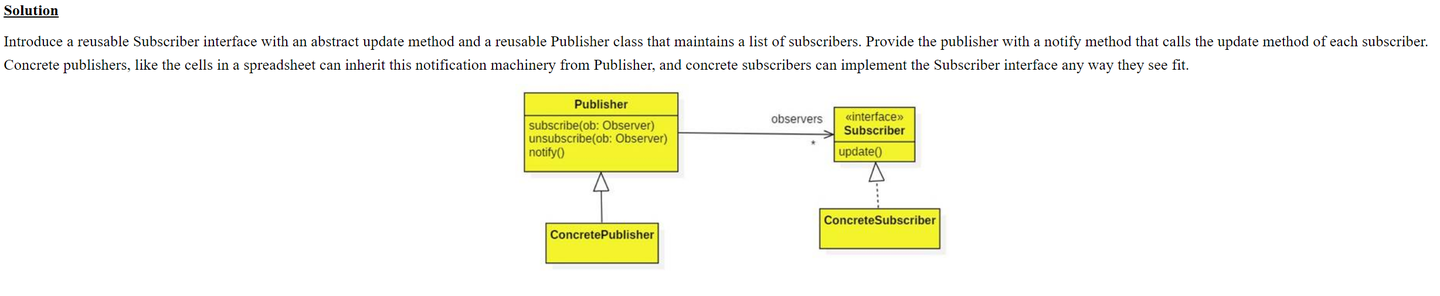 Solution
Introduce a reusable Subscriber interface with an abstract update method and a reusable Publisher class that maintains a list of subscribers. Provide the publisher with a notify method that calls the update method of each subscriber.
Concrete publishers, like the cells in a spreadsheet can inherit this notification machinery from Publisher, and concrete subscribers can implement the Subscriber interface any way they see fit.
Publisher
subscribe(ob: Observer)
unsubscribe(ob: Observer)
notify()
observers
*
«interface»
Subscriber
update()
ConcretePublisher
ConcreteSubscriber